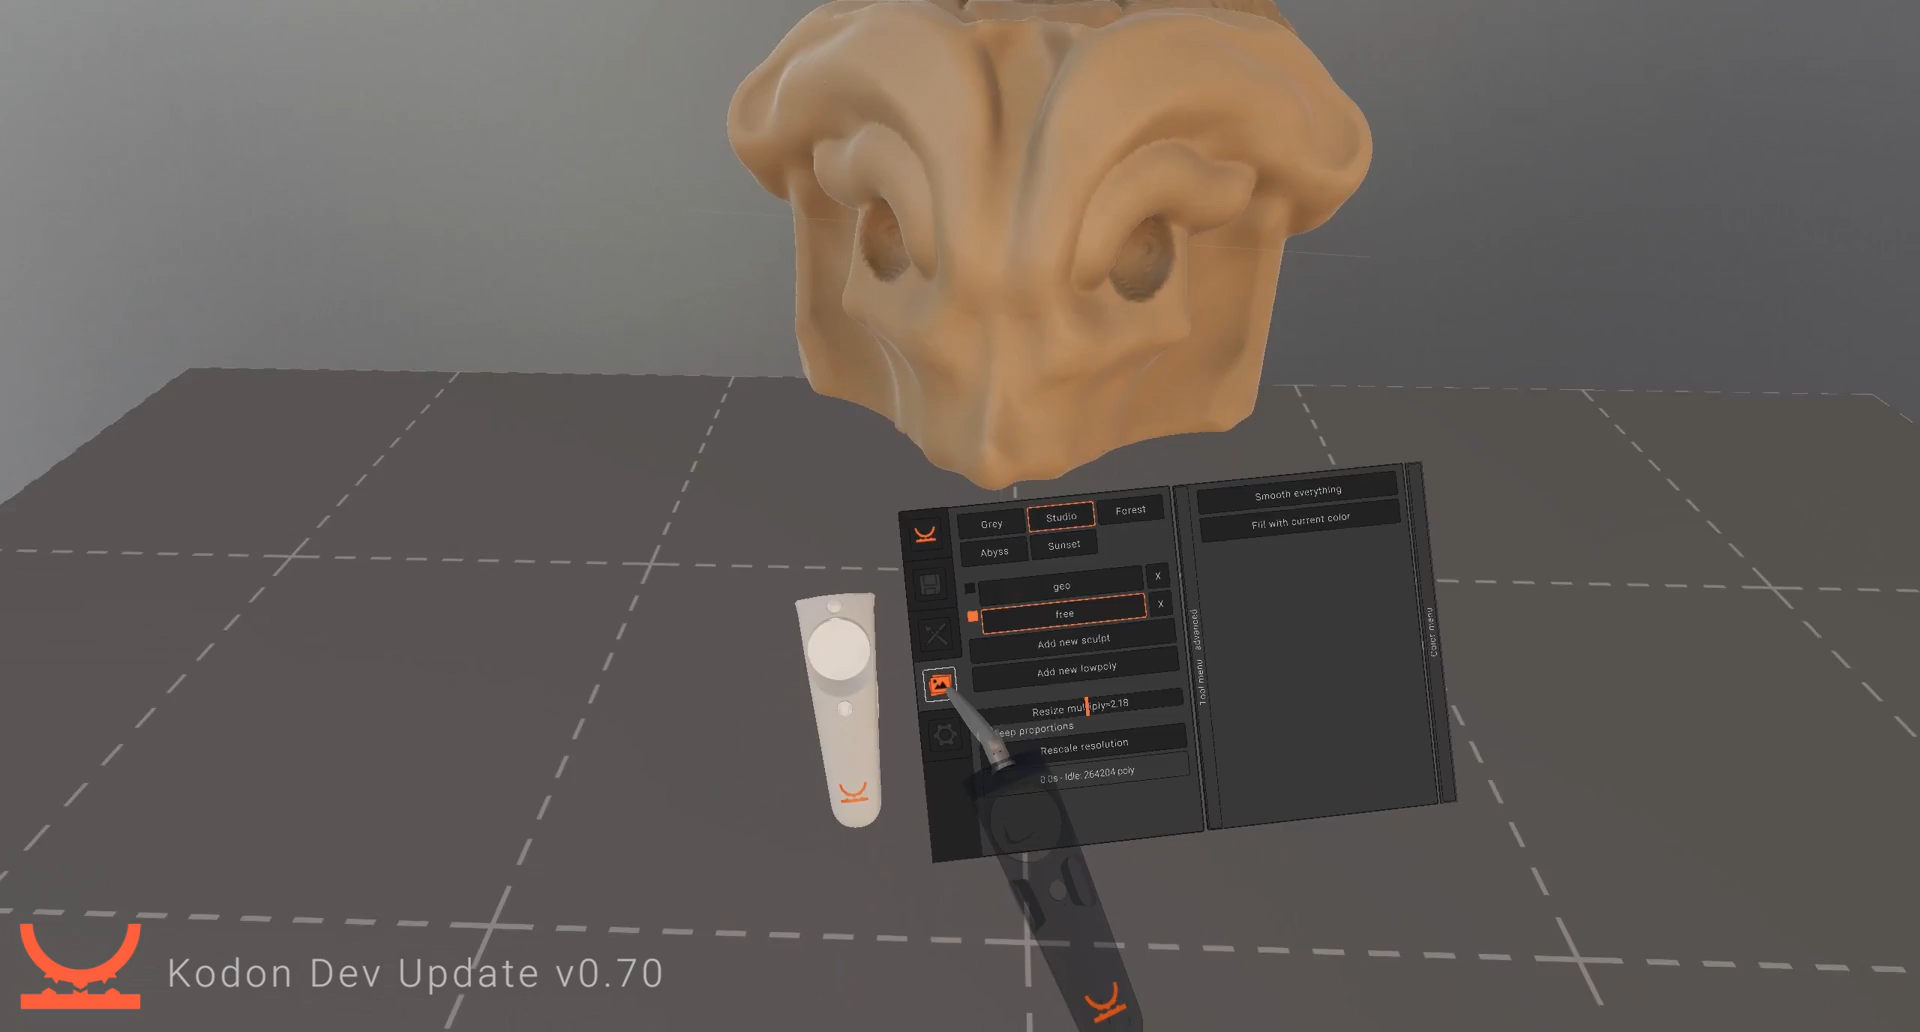 Grey
Studio
Forest
Abyss
Sunset
geo
X
free
X
Add new sculpt
Add new lowpoly
Resize multiply=2.18
eep proportions
Rescale resolution
0.0s - Idle: 264204 poly
Tool menu
advanced
Smooth everything
Fill with current color
Color menu
Kodon Dev Update v0.70